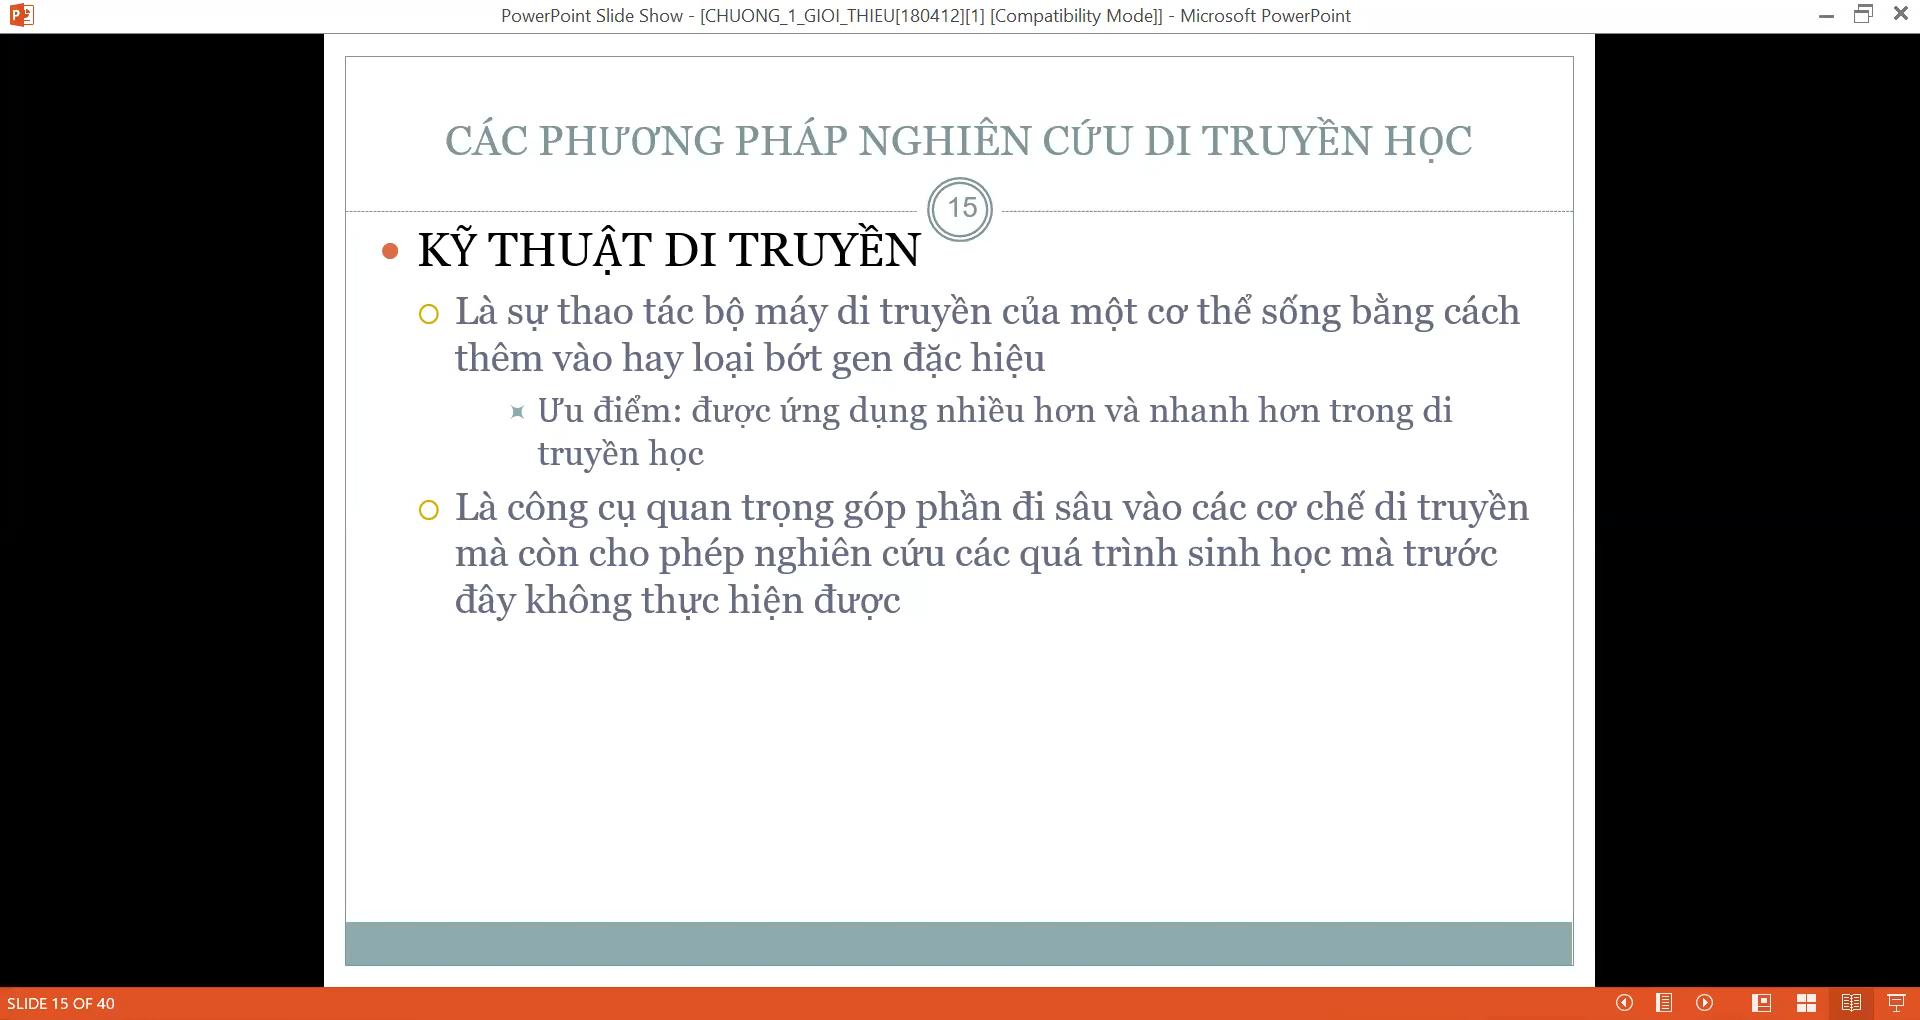 PowerPoint Slide Show - [CHUONG_1_GIOI_THIEU[180412][1] [Compatibility Mode]] - Microsoft PowerPoint
CÁC PHƯƠNG PHÁP NGHIÊN CỨU DI TRUYỀN HỌC
15
KỸ THUẬT DI TRUYỀN
Là sự thao tác bộ máy di truyền của một cơ thể sống bằng cách
thêm vào hay loại bớt gen đặc hiệu
Ưu điểm: được ứng dụng nhiều hơn và nhanh hơn trong di
truyền học
Là công cụ quan trọng góp phần đi sâu vào các cơ chế di truyền
mà còn cho phép nghiên cứu các quá trình sinh học mà trước
đây không thực hiện được
SLIDE 15 OF 40